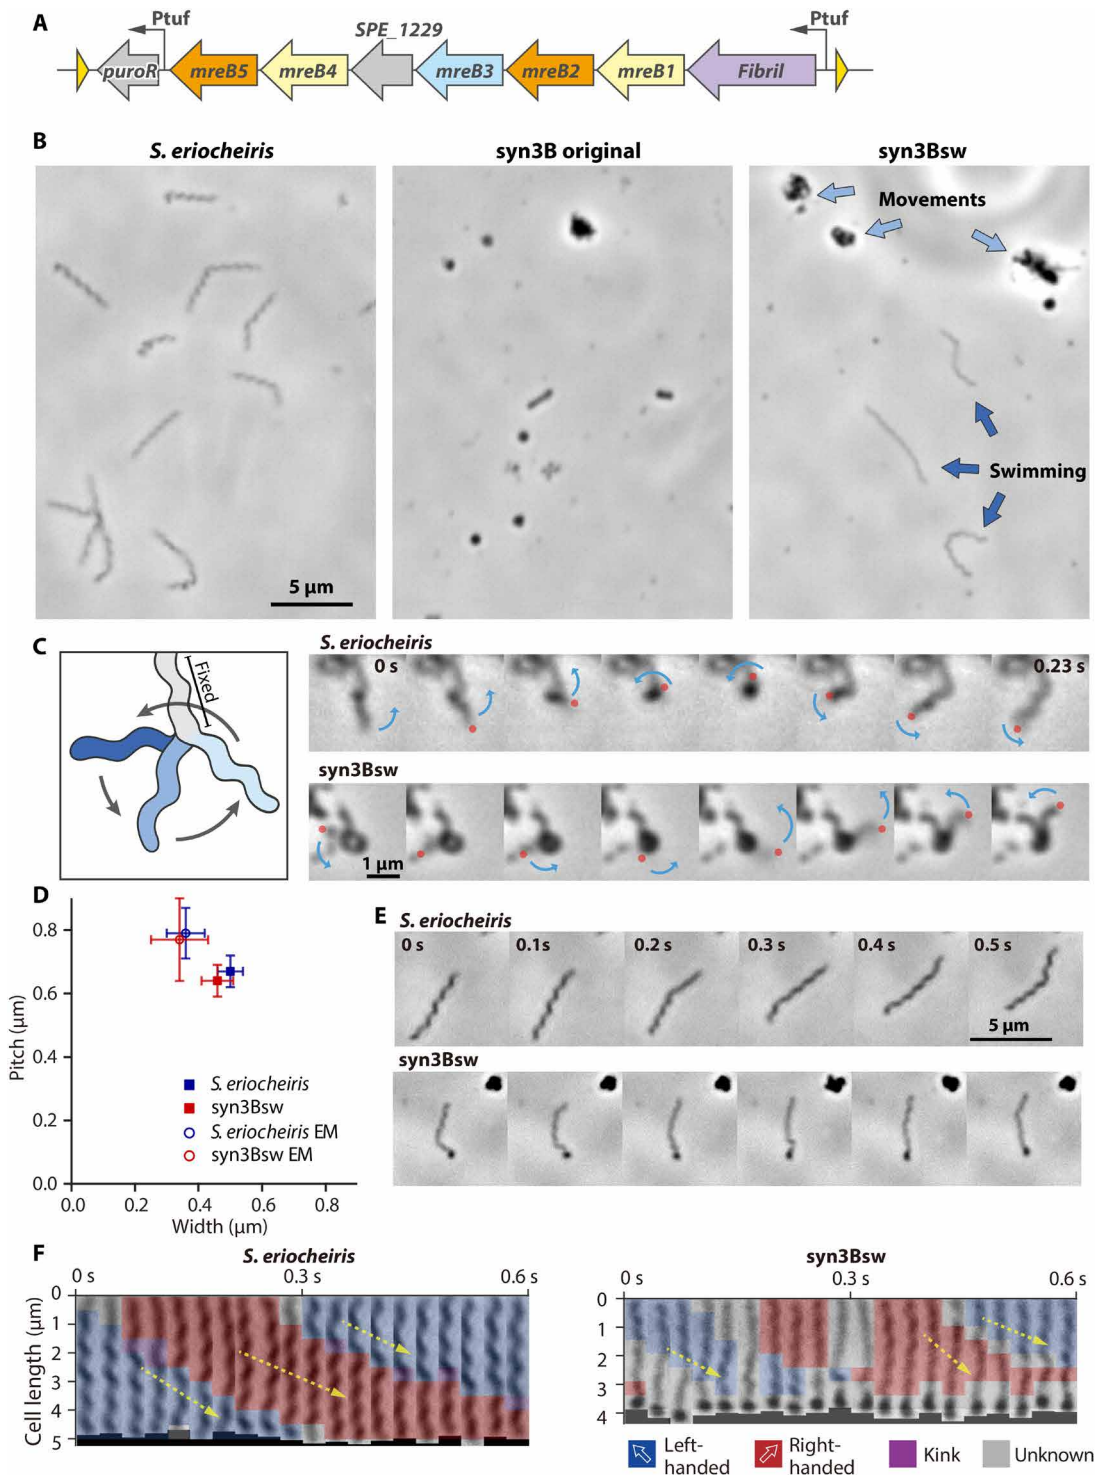 A
Ptuf
SPE_1229
Ptuf
puroR
mreB5
mreB4
mreB3
mreB2
mreB1
Fibril
B
S. eriocheiris
syn3B original
syn3Bsw
Movements
Swimming
5 µm
C
Fixed
S. eriocheiris
0 s
0.23 s
syn3Bsw
1 µm
D
Pitch (µm)
0.8
0.6
0.4
0.2
0.0
0.0 0.2 0.4 0.6 0.8
Width (µm)
S. eriocheiris
syn3Bsw
S. eriocheiris EM
syn3Bsw EM
E
S. eriocheiris
0 s
0.1s
0.2 s
0.3 s
0.4 s
0.5 s
5 µm
syn3Bsw
F
S. eriocheiris
0 s 0.3 s 0.6 s
Cell length (µm)
0
1
2
3
4
5
syn3Bsw
0 s 0.3 s 0.6 s
0
1
2
3
4
Left-
handed
Right-
handed
Kink
Unknown